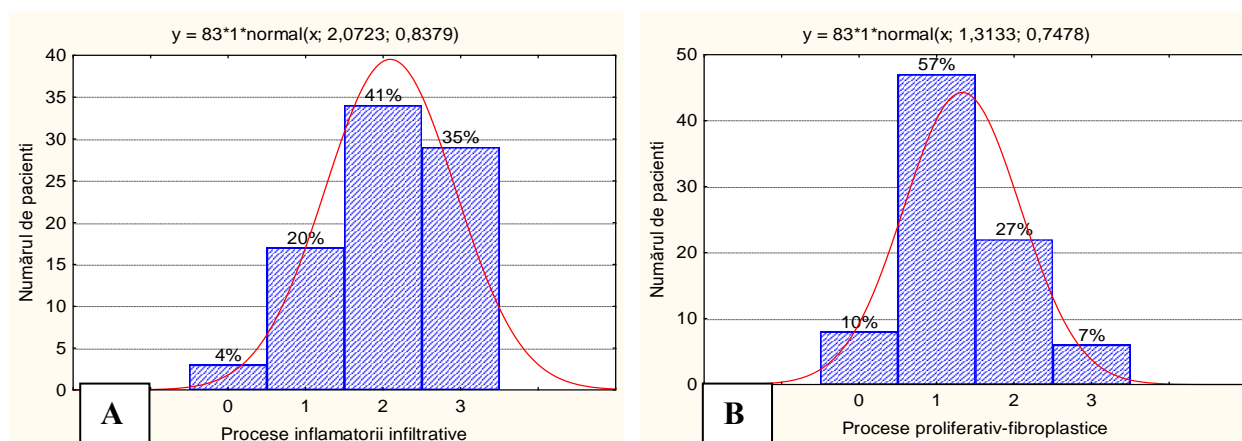 y = 83*1*normal(x; 2,0723; 0,8379)
40
35
30
25
20
15
10
5
0
Numărul de pacienti
4%
20%
41%
35%
0 1 2 3
A
Procese inflamatorii infiltrative
y = 83*1*normal(x; 1,3133; 0,7478)
50
40
30
20
10
0
Numărul de pacienti
10%
57%
27%
7%
0 1 2 3
B
Procese proliferativ-fibroplastice